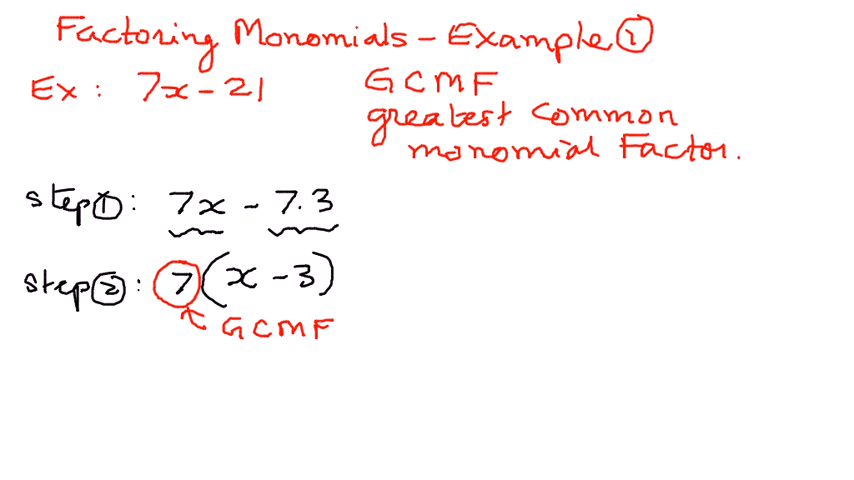 Factoring Monomials - Example ①
Ex: 7x - 21
GCMF
greatest common
monomial Factor.
step ①: 7x - 7.3
step ②: 7(x - 3)
GCMF